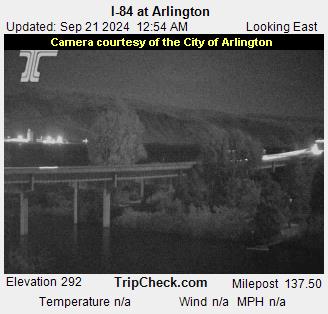 I-84 at Arlington
Updated: Sep 21 2024 12:54 AM Looking East
Camera courtesy of the City of Arlington
Elevation 292 TripCheck.com Milepost 137.50
Temperature n/a Wind n/a MPH n/a